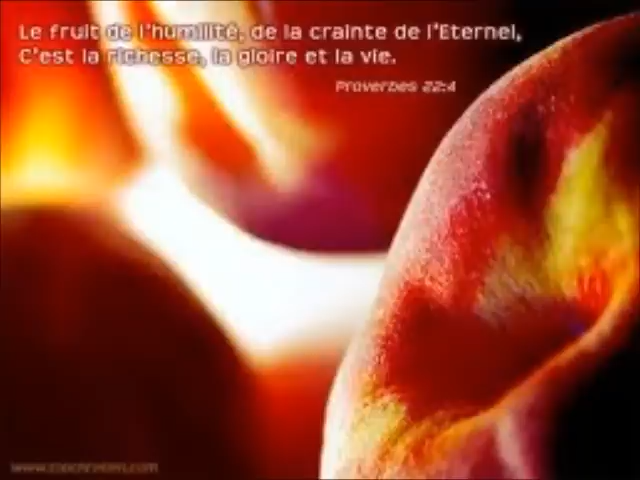 Le fruit de l'humilité, de la crainte de l'Eternel,
C'est la richesse, la gloire et la vie.
Proverbes 22:4